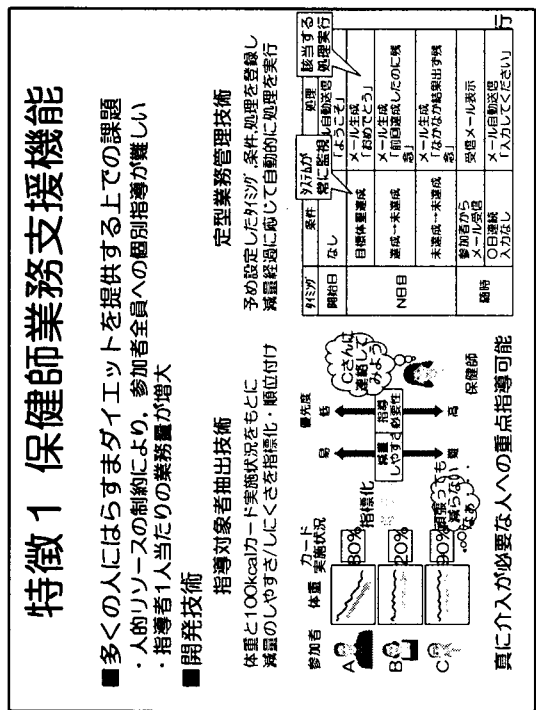 特徴1 保健師業務支援機能
■多くの人にはらすまダイエットを提供する上での課題
・人的リソースの制約により，参加者全員への個別指導が難しい
・指導者1人当たりの業務量が増大
■開発技術
指導対象者抽出技術
体重と100kcalカード実施状況をもとに
減量のしやすさ/しにくさを指標化・順位付け
参加者
体重
カード
実施状況
A
80%
B
20%
C
90%
指標化
頑張っても
減らない
なぁ
易
減量
しやすさ
難
優先度
低
指導
必要性
高
Cさんに
連絡して
みよう
保健師
真に介入が必要な人への重点指導可能
定型業務管理技術
予め設定したタイミング,条件,処理を登録し
減量経過に応じて自動的に処理を実行
システムが
常に監視
該当する
処理実行
タイミング
条件
処理
開始日
なし
自動送信
「ようこそ」
N日目
目標体重達成
メール生成
「おめでとう」
達成→未達成
メール生成
「前回達成したのに残
念」
未達成→未達成
メール生成
「なかなか結果出ず残
念」
随時
参加者から
メール受信
受信メール表示
〇日連続
入力なし
メール自動送信
「入力してください」
行